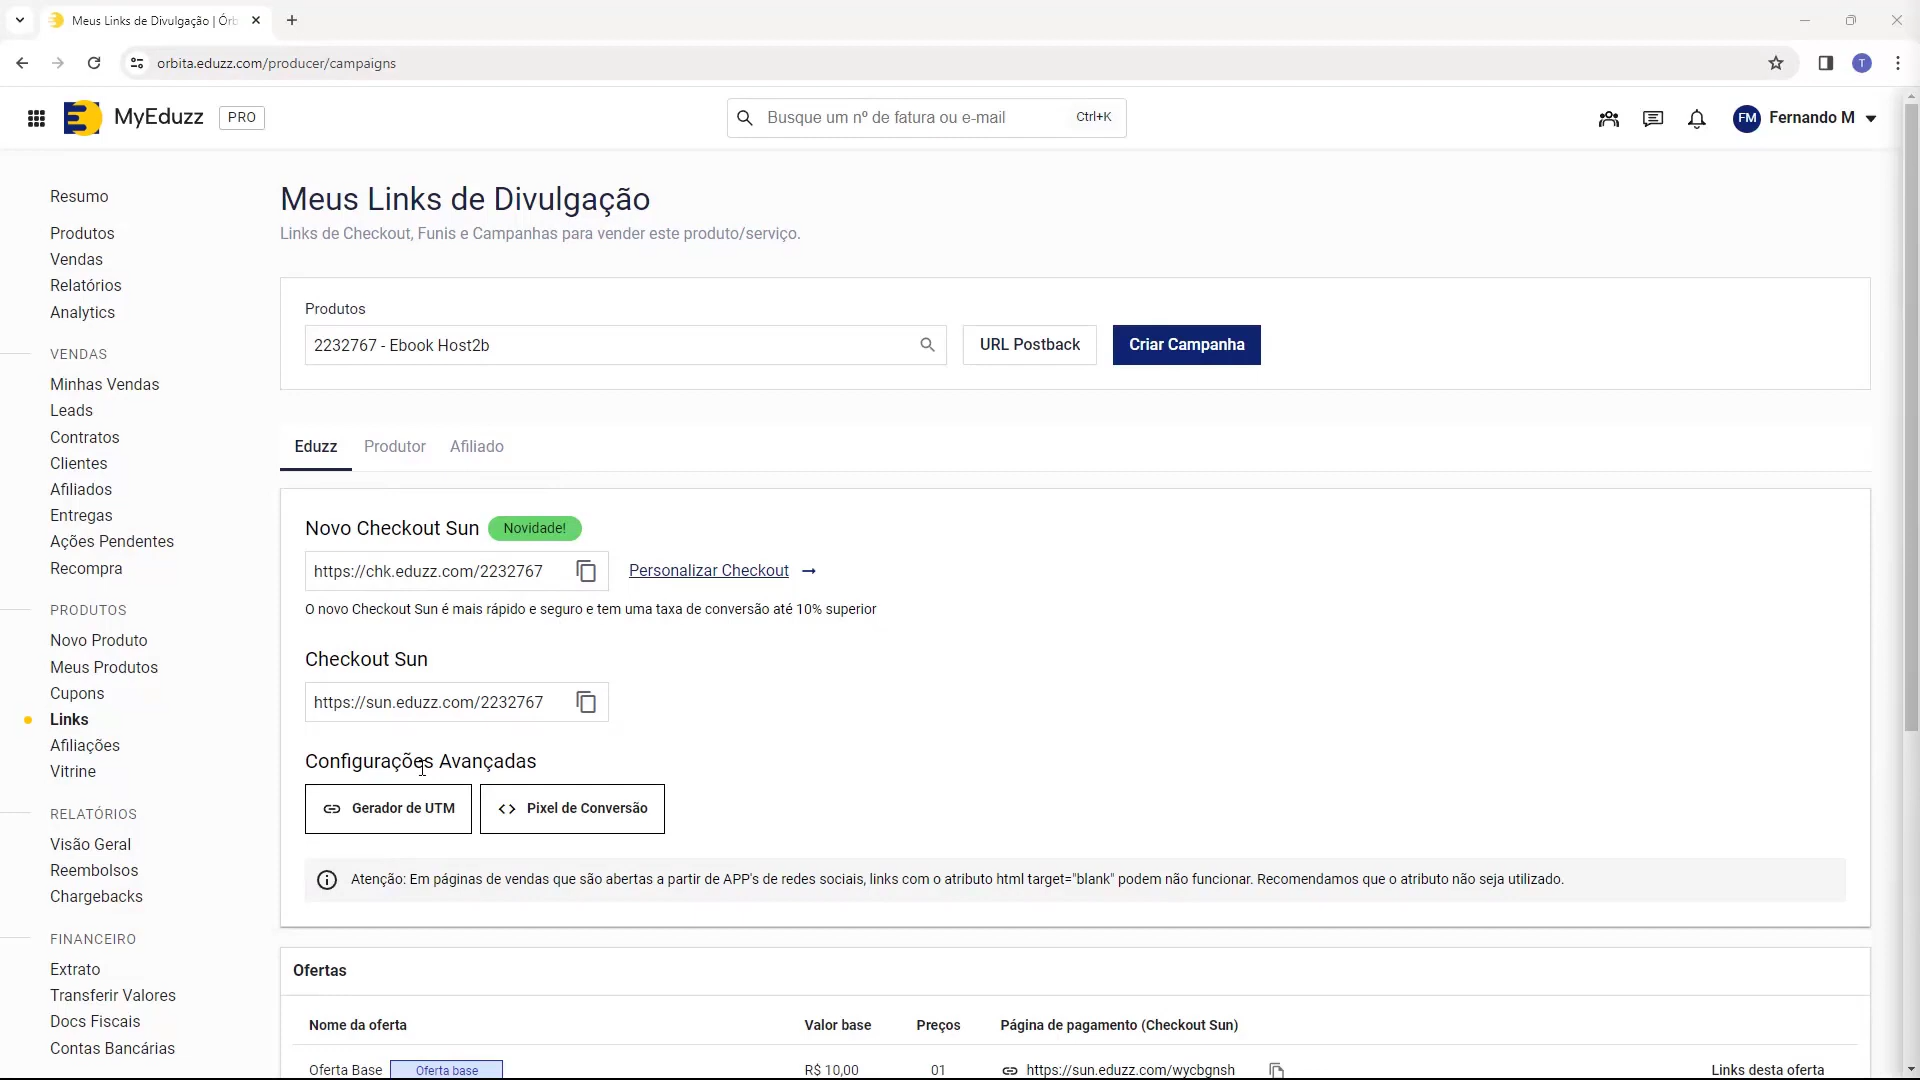 Meus Links de Divulgação | Órb
orbita.eduzz.com/producer/campaigns
T
MyEduzz PRO
Busque um nº de fatura ou e-mail Ctrl+K
FM Fernando M
Resumo
Produtos
Vendas
Relatórios
Analytics
VENDAS
Minhas Vendas
Leads
Contratos
Clientes
Afiliados
Entregas
Ações Pendentes
Recompra
PRODUTOS
Novo Produto
Meus Produtos
Cupons
Links
Afiliações
Vitrine
RELATÓRIOS
Visão Geral
Reembolsos
Chargebacks
FINANCEIRO
Extrato
Transferir Valores
Docs Fiscais
Contas Bancárias
Meus Links de Divulgação
Links de Checkout, Funis e Campanhas para vender este produto/serviço.
Produtos
2232767 - Ebook Host2b
URL Postback
Criar Campanha
Eduzz Produtor Afiliado
Novo Checkout Sun Novidade!
https://chk.eduzz.com/2232767 Personalizar Checkout →
O novo Checkout Sun é mais rápido e seguro e tem uma taxa de conversão até 10% superior
Checkout Sun
https://sun.eduzz.com/2232767
Configurações Avançadas
Gerador de UTM <> Pixel de Conversão
Atenção: Em páginas de vendas que são abertas a partir de APP's de redes sociais, links com o atributo html target="blank" podem não funcionar. Recomendamos que o atributo não seja utilizado.
Ofertas
Nome da oferta Valor base Preços Página de pagamento (Checkout Sun)
Oferta Base Oferta base R$ 10,00 01 https://sun.eduzz.com/wycbgnsh Links desta oferta